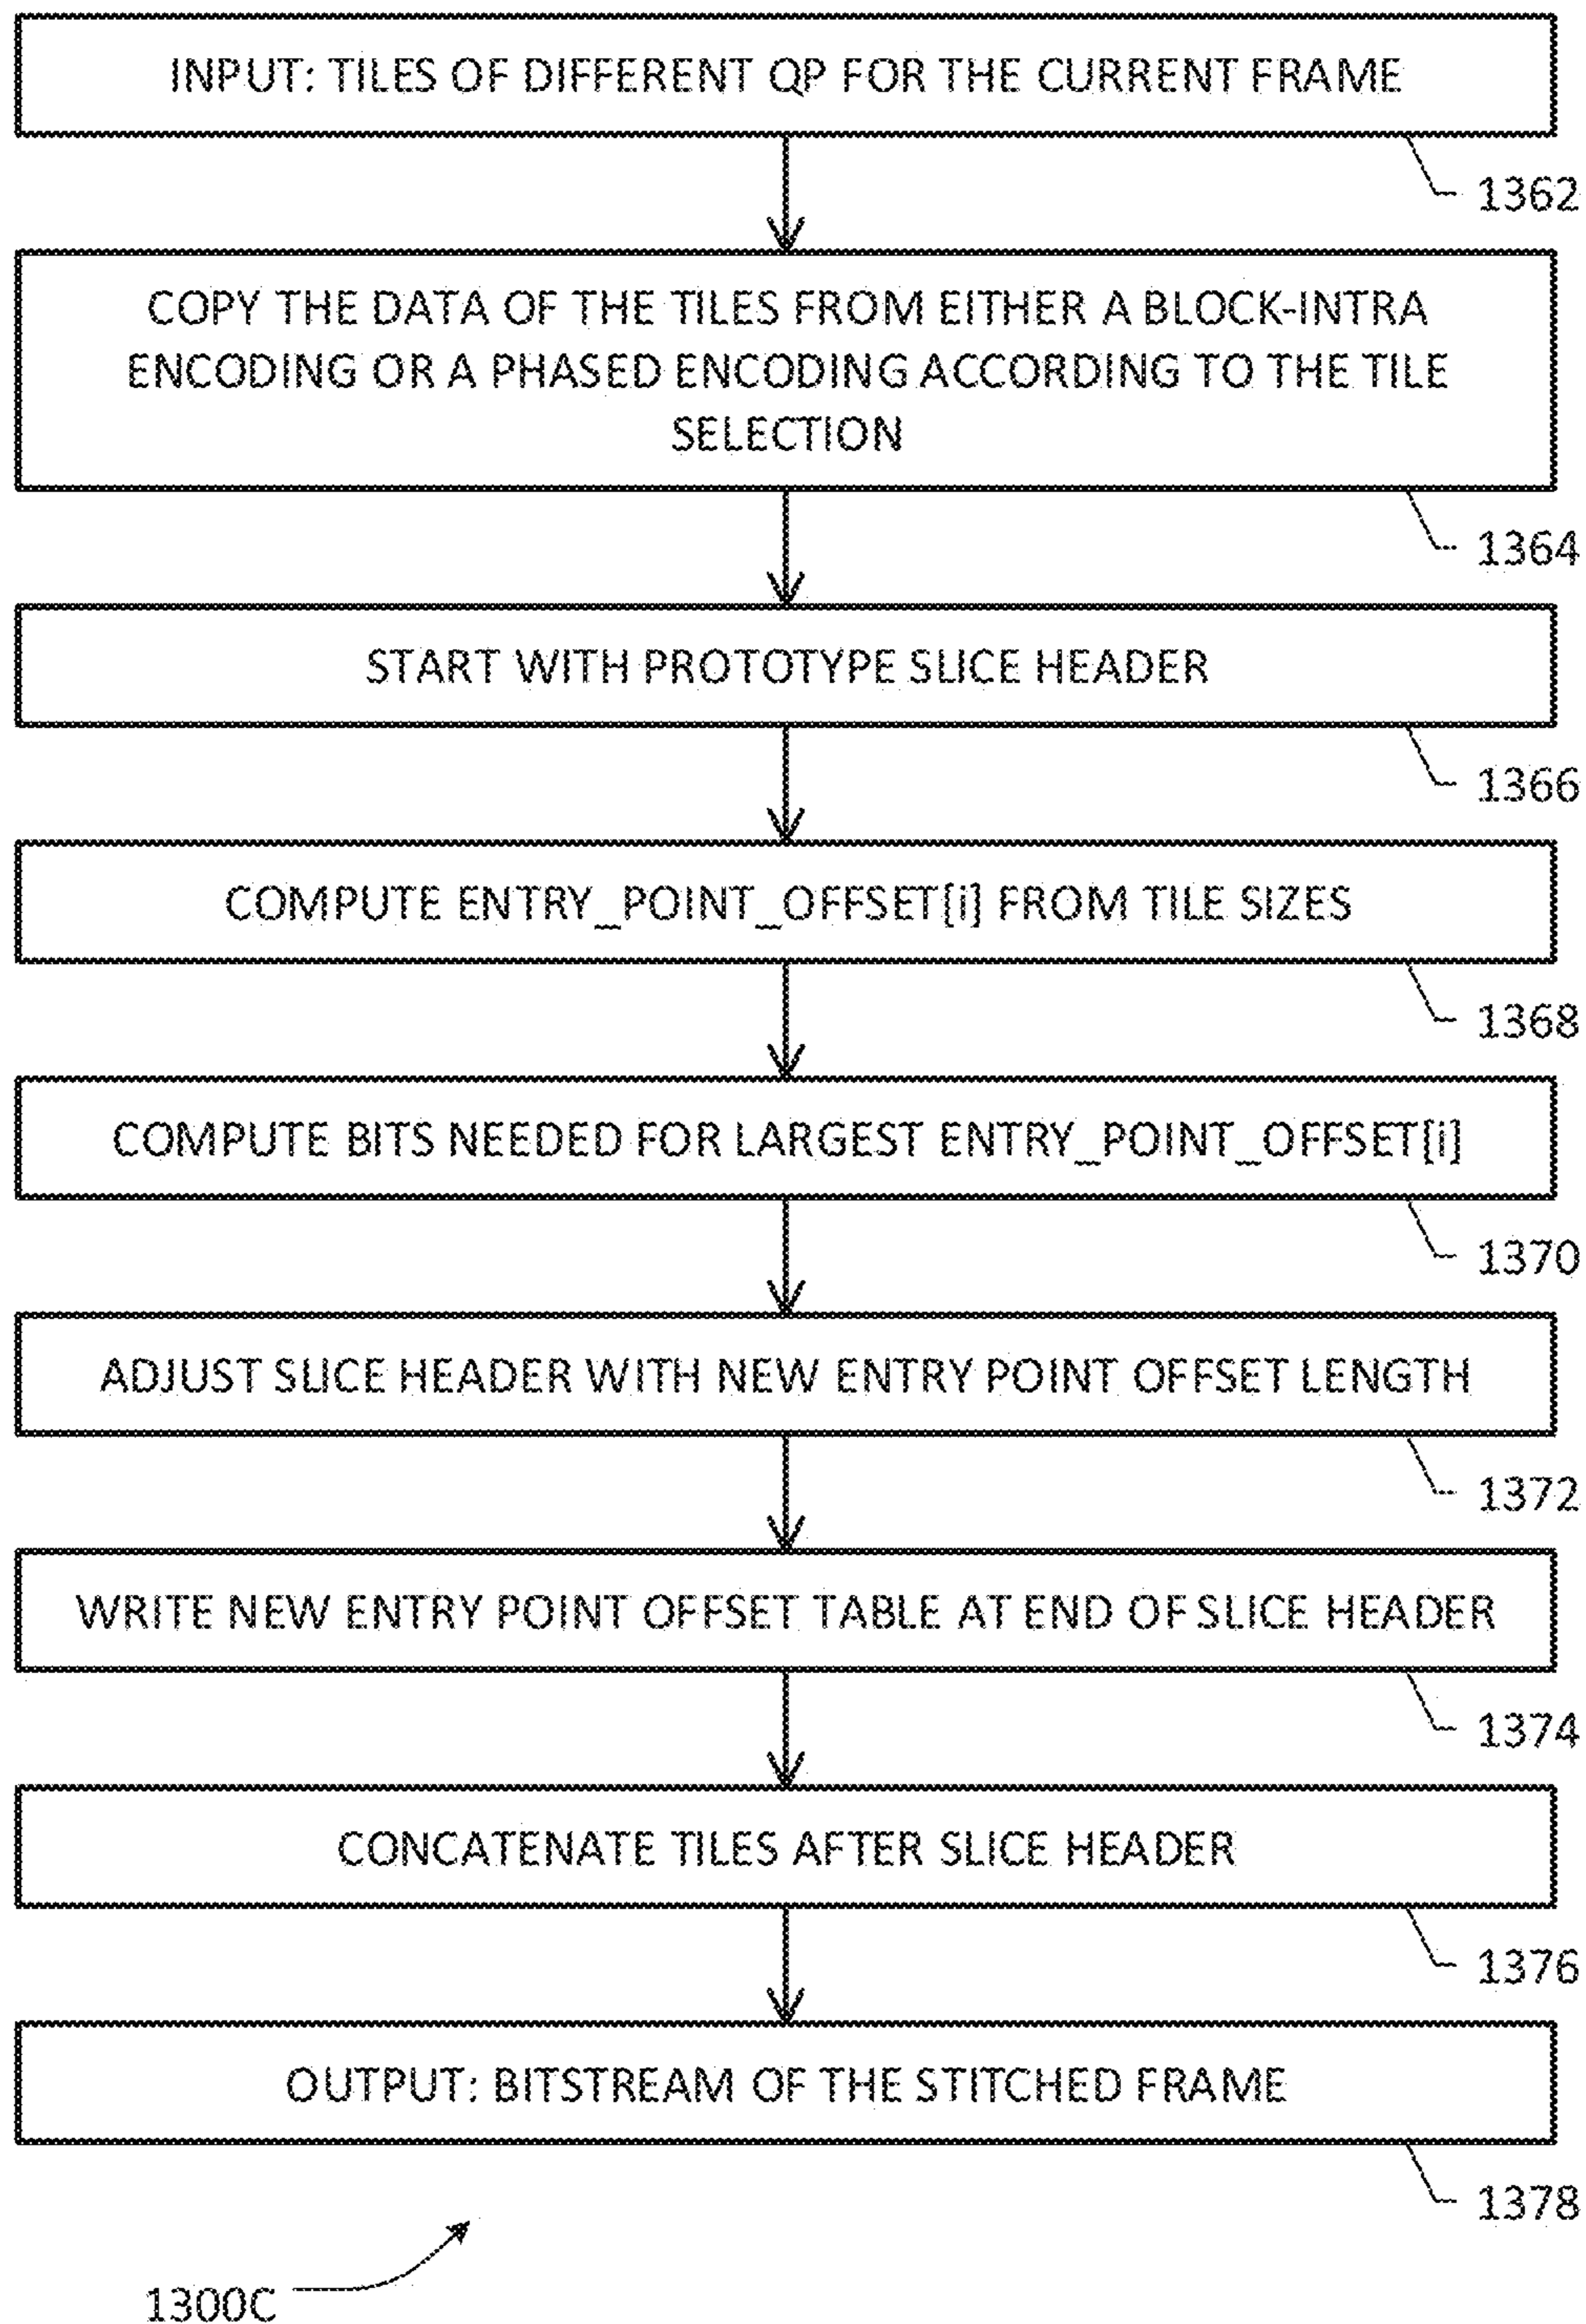 INPUT: TILES OF DIFFERENT QP FOR THE CURRENT FRAME
1362
COPY THE DATA OF THE TILES FROM EITHER A BLOCK-INTRA
ENCODING OR A PHASED ENCODING ACCORDING TO THE TILE
SELECTION
1364
START WITH PROTOTYPE SLICE HEADER
1366
COMPUTE ENTRY_POINT_OFFSET[i] FROM TILE SIZES
1368
COMPUTE BITS NEEDED FOR LARGEST ENTRY_POINT_OFFSET[i]
1370
ADJUST SLICE HEADER WITH NEW ENTRY POINT OFFSET LENGTH
1372
WRITE NEW ENTRY POINT OFFSET TABLE AT END OF SLICE HEADER
1374
CONCATENATE TILES AFTER SLICE HEADER
1376
OUTPUT: BITSTREAM OF THE STITCHED FRAME
1378
1300C